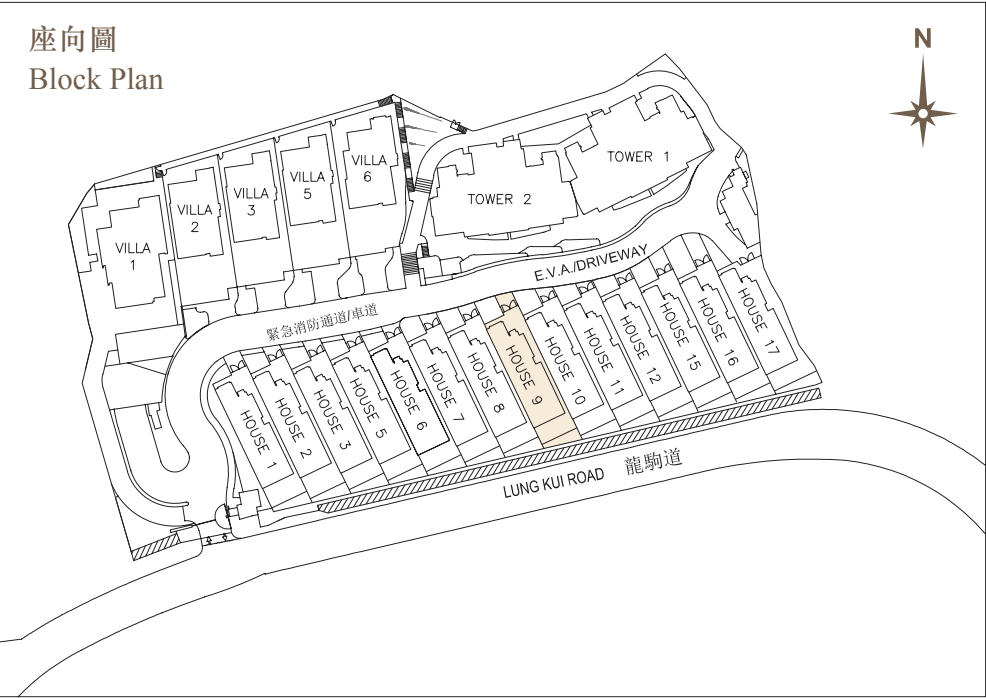 座向圖
Block Plan
N
VILLA
1
VILLA
2
VILLA
3
VILLA
5
VILLA
6
TOWER 2
TOWER 1
E.V.A./DRIVEWAY
緊急消防通道/車道
HOUSE 1
HOUSE 2
HOUSE 3
HOUSE 5
HOUSE 6
HOUSE 7
HOUSE 8
HOUSE 9
HOUSE 10
HOUSE 11
HOUSE 12
HOUSE 15
HOUSE 16
HOUSE 17
LUNG KUI ROAD 龍駒道